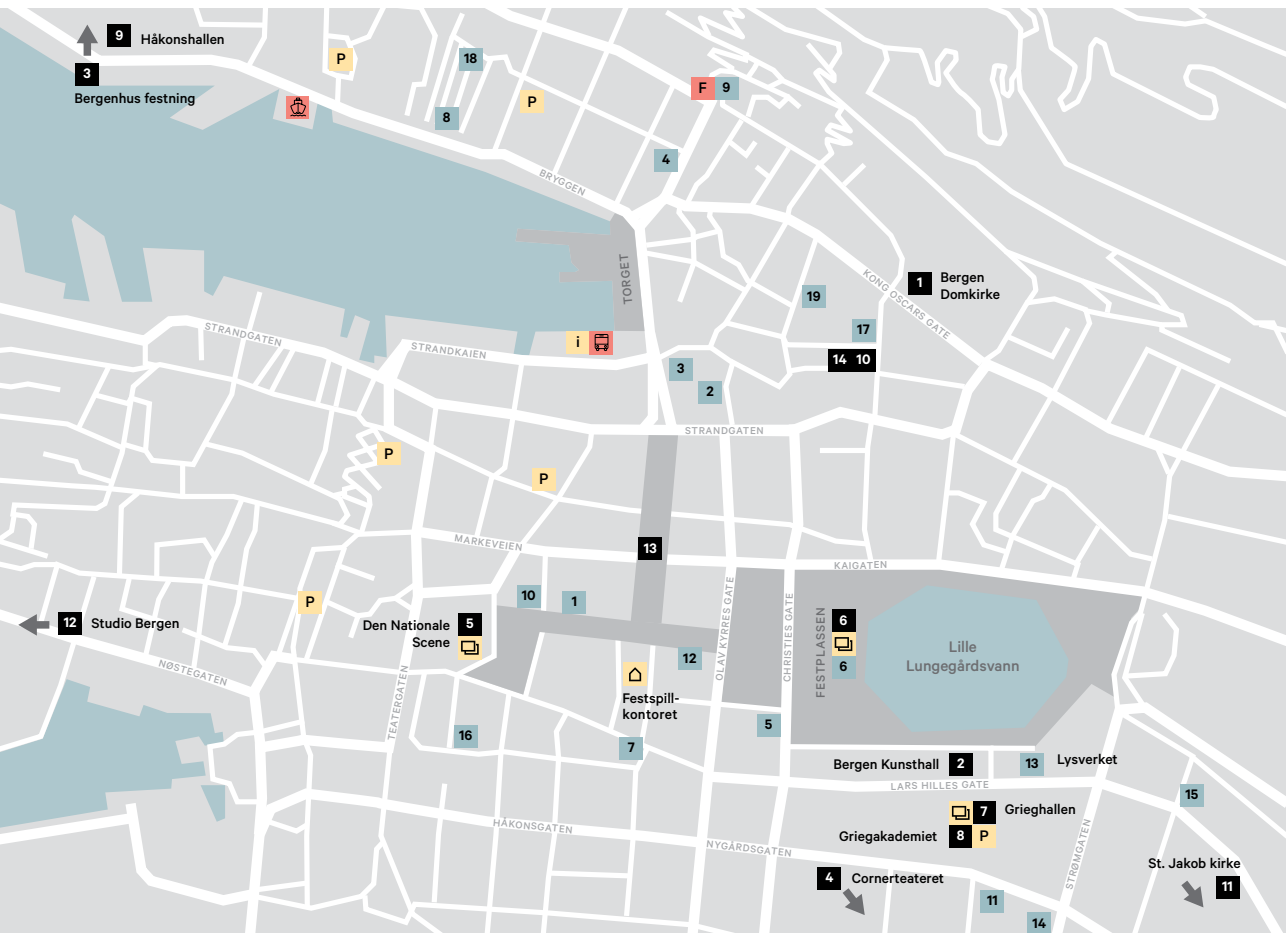 9 Håkonshallen
3
Bergenhus festning
P
18
P
8
F 9
4
BRYGGEN
TORGET
1 Bergen
Domkirke
KONG OSCARS GATE
19
17
14 10
STRANDGATEN
STRANDKAIEN
i
3
2
STRANDGATEN
P
P
MARKEVEIEN
13
KAIGATEN
P
12 Studio Bergen
NØSTEGATEN
TEATERGATEN
Den Nationale
Scene
5
10
1
12
Festspill-
kontoret
OLAV KYRRES GATE
CHRISTIES GATE
FESTPLASSEN
6
6
Lille
Lungegårdsvann
16
7
5
Bergen Kunsthall 2
13 Lysverket
LARS HILLES GATE
7 Grieghallen
Griegakademiet 8 P
15
HÅKONSGATEN
NYGÅRDSGATEN
STRØMGATEN
4 Cornerteateret
St. Jakob kirke
11
11
14